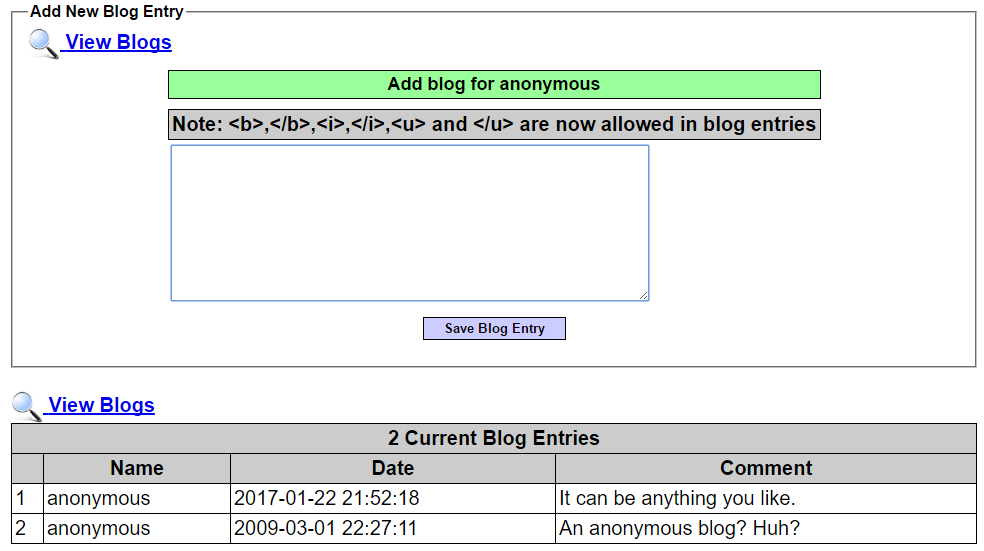 Add New Blog Entry
View Blogs
Add blog for anonymous
Note: <b>,</b>,<i>,</i>,<u> and </u> are now allowed in blog entries
Save Blog Entry
View Blogs
2 Current Blog Entries
Name Date Comment
1 anonymous 2017-01-22 21:52:18 It can be anything you like.
2 anonymous 2009-03-01 22:27:11 An anonymous blog? Huh?